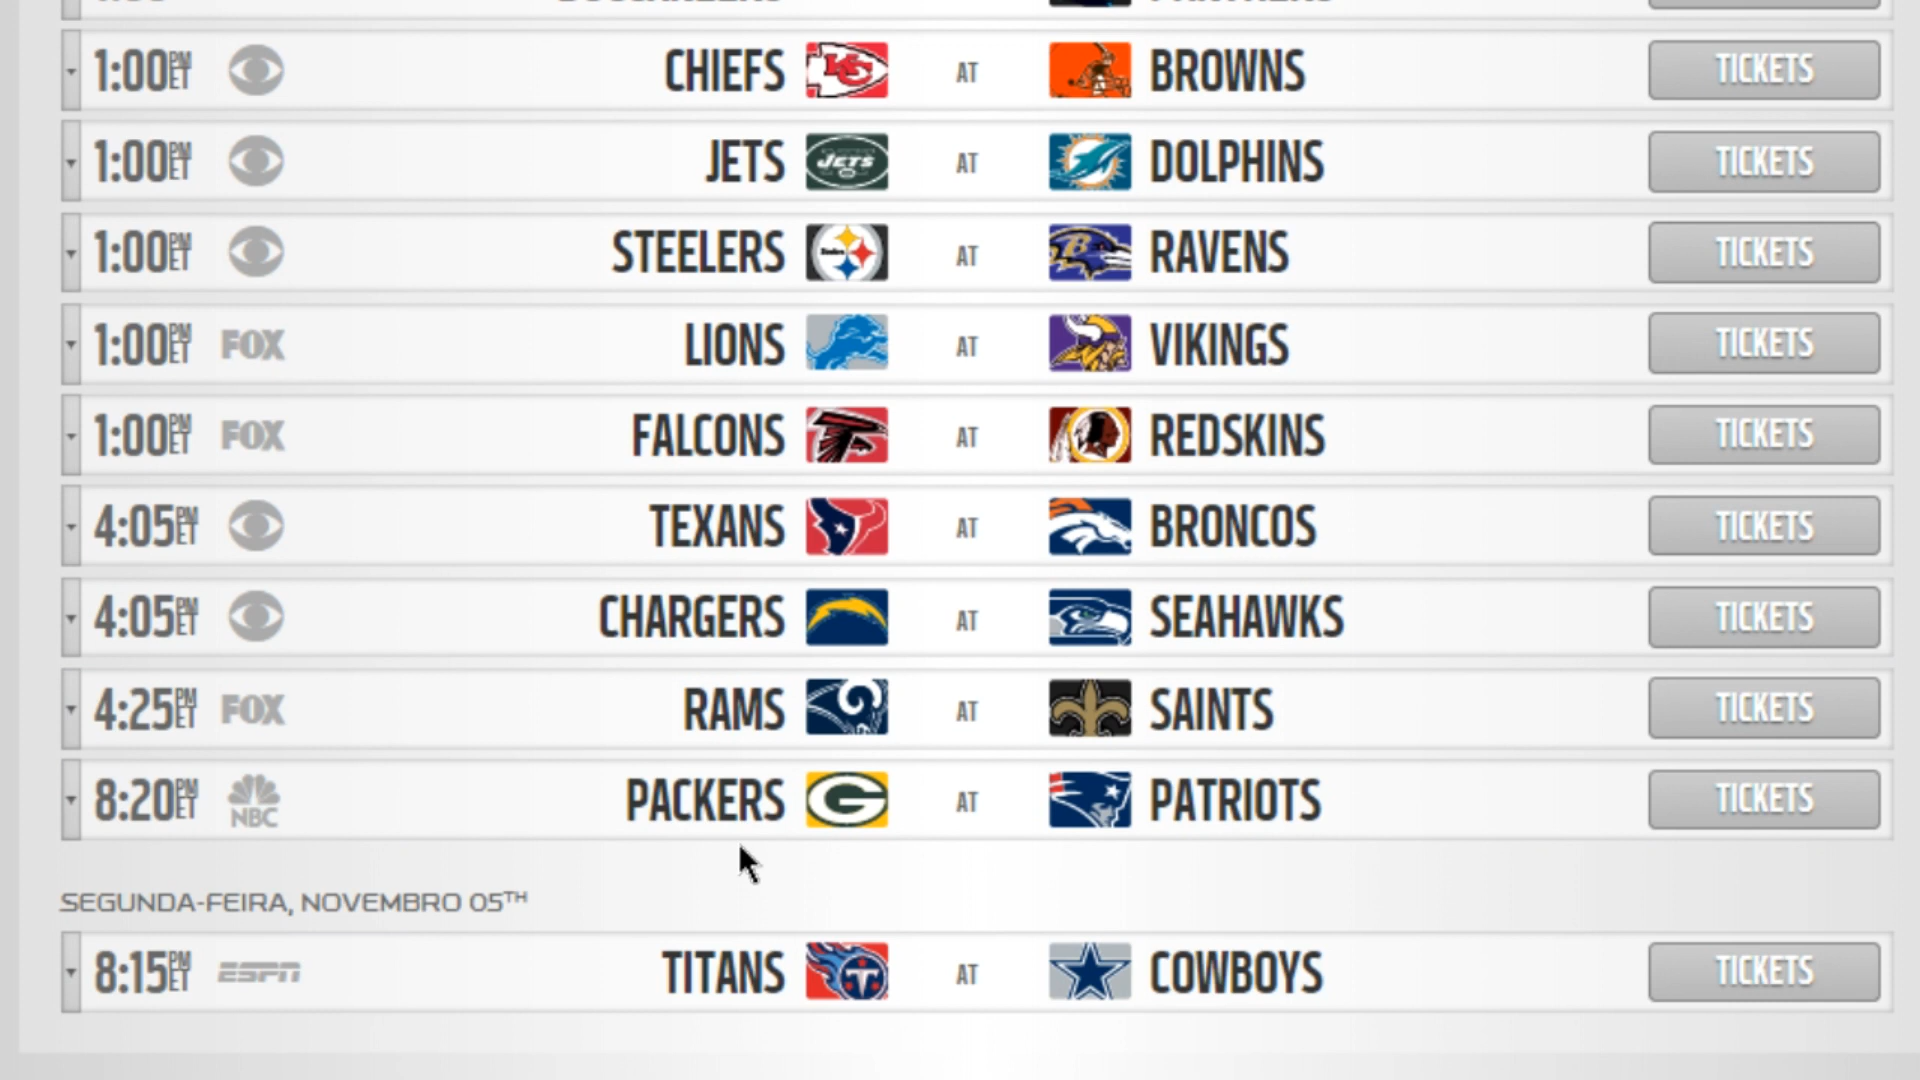 1:00 PM ET CHIEFS AT BROWNS TICKETS
1:00 PM ET JETS JETS AT DOLPHINS TICKETS
1:00 PM ET STEELERS Steelers AT RAVENS TICKETS
1:00 PM ET FOX LIONS AT VIKINGS TICKETS
1:00 PM ET FOX FALCONS AT REDSKINS TICKETS
4:05 PM ET TEXANS AT BRONCOS TICKETS
4:05 PM ET CHARGERS AT SEAHAWKS TICKETS
4:25 PM ET FOX RAMS AT SAINTS TICKETS
8:20 PM ET NBC PACKERS G AT PATRIOTS TICKETS
SEGUNDA-FEIRA, NOVEMBRO 05TH
8:15 PM ET ESPN TITANS T AT COWBOYS TICKETS